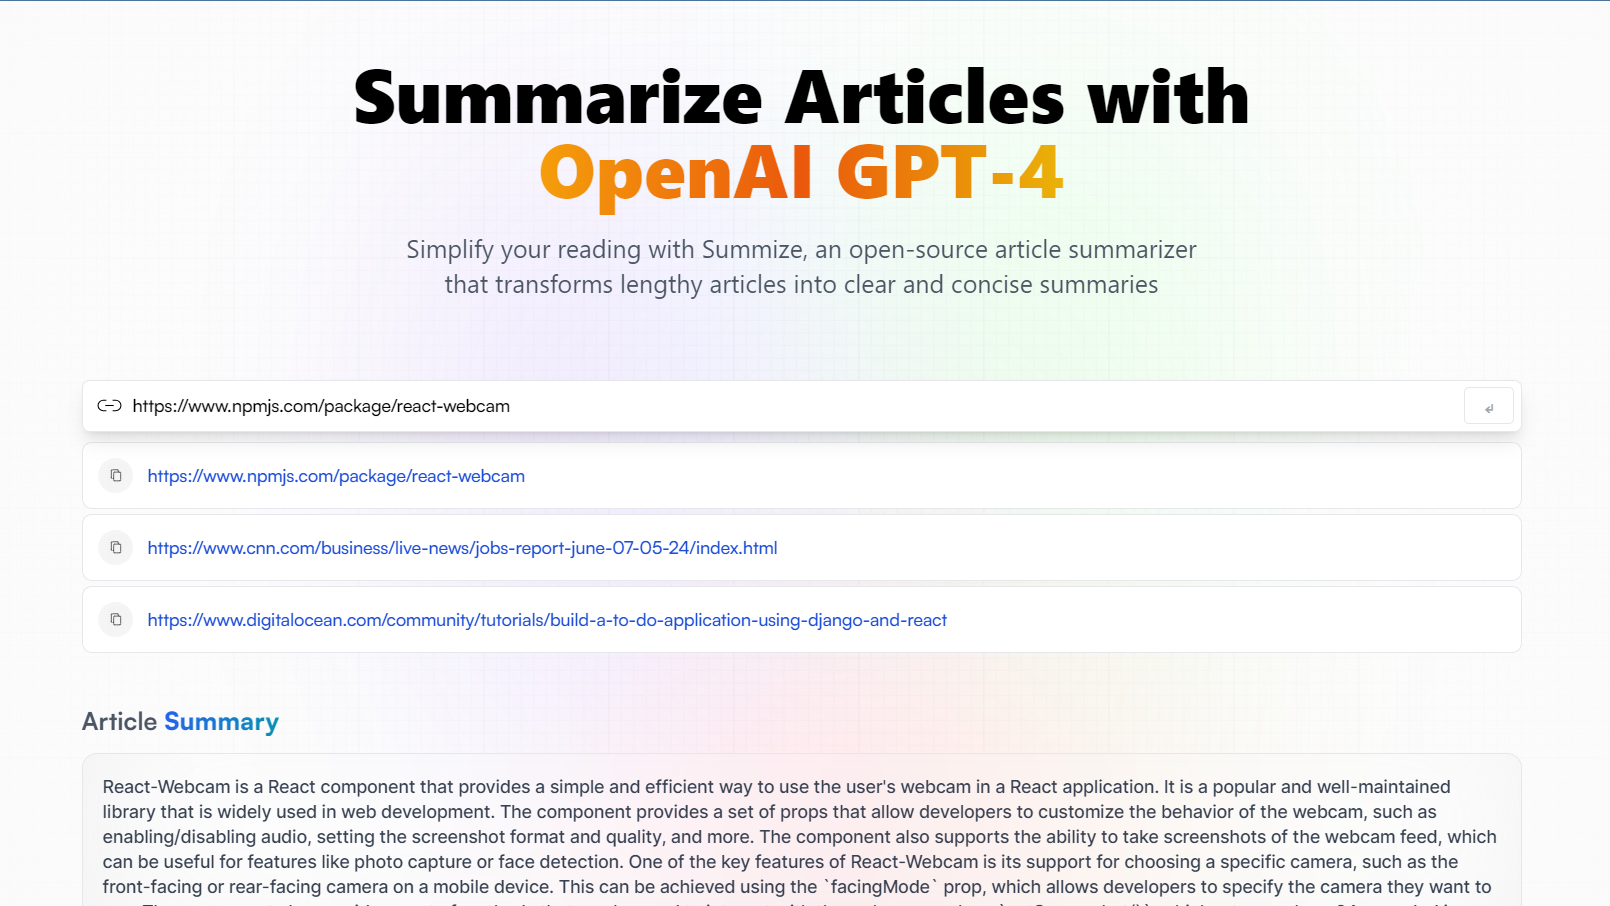 Summarize Articles with
OpenAI GPT-4
Simplify your reading with Summize, an open-source article summarizer
that transforms lengthy articles into clear and concise summaries
https://www.npmjs.com/package/react-webcam
https://www.npmjs.com/package/react-webcam
https://www.cnn.com/business/live-news/jobs-report-june-07-05-24/index.html
https://www.digitalocean.com/community/tutorials/build-a-to-do-application-using-django-and-react
Article Summary
React-Webcam is a React component that provides a simple and efficient way to use the user's webcam in a React application. It is a popular and well-maintained
library that is widely used in web development. The component provides a set of props that allow developers to customize the behavior of the webcam, such as
enabling/disabling audio, setting the screenshot format and quality, and more. The component also supports the ability to take screenshots of the webcam feed, which
can be useful for features like photo capture or face detection. One of the key features of React-Webcam is its support for choosing a specific camera, such as the
front-facing or rear-facing camera on a mobile device. This can be achieved using the `facingMode` prop, which allows developers to specify the camera they want to